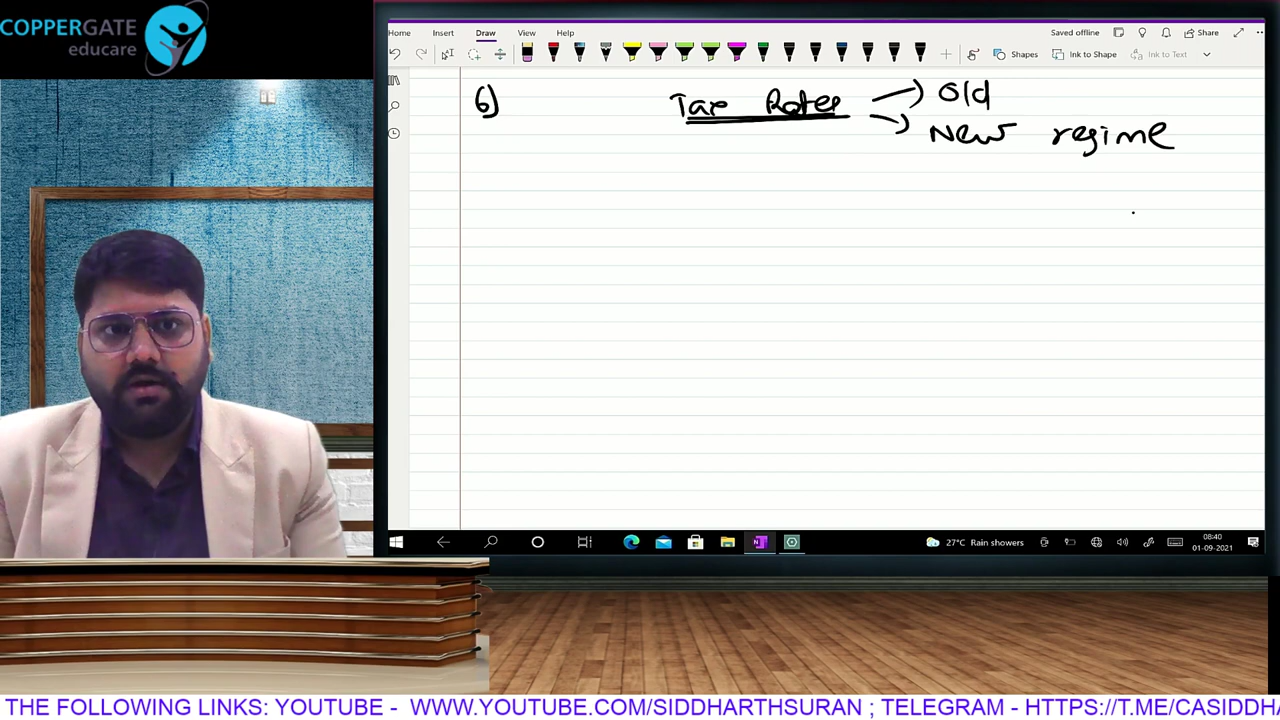 COPPERGATE
educare
Home Insert Draw View Help
Saved offline
Share
Shapes
Ink to Shape
Ink to Text
6) Tax Rates → Old
→ New regime
27°C Rain showers
08:40
01-09-2021
THE FOLLOWING LINKS: YOUTUBE - WWW.YOUTUBE.COM/SIDDHARTHSURAN ; TELEGRAM - HTTPS://T.ME/CASIDDHA